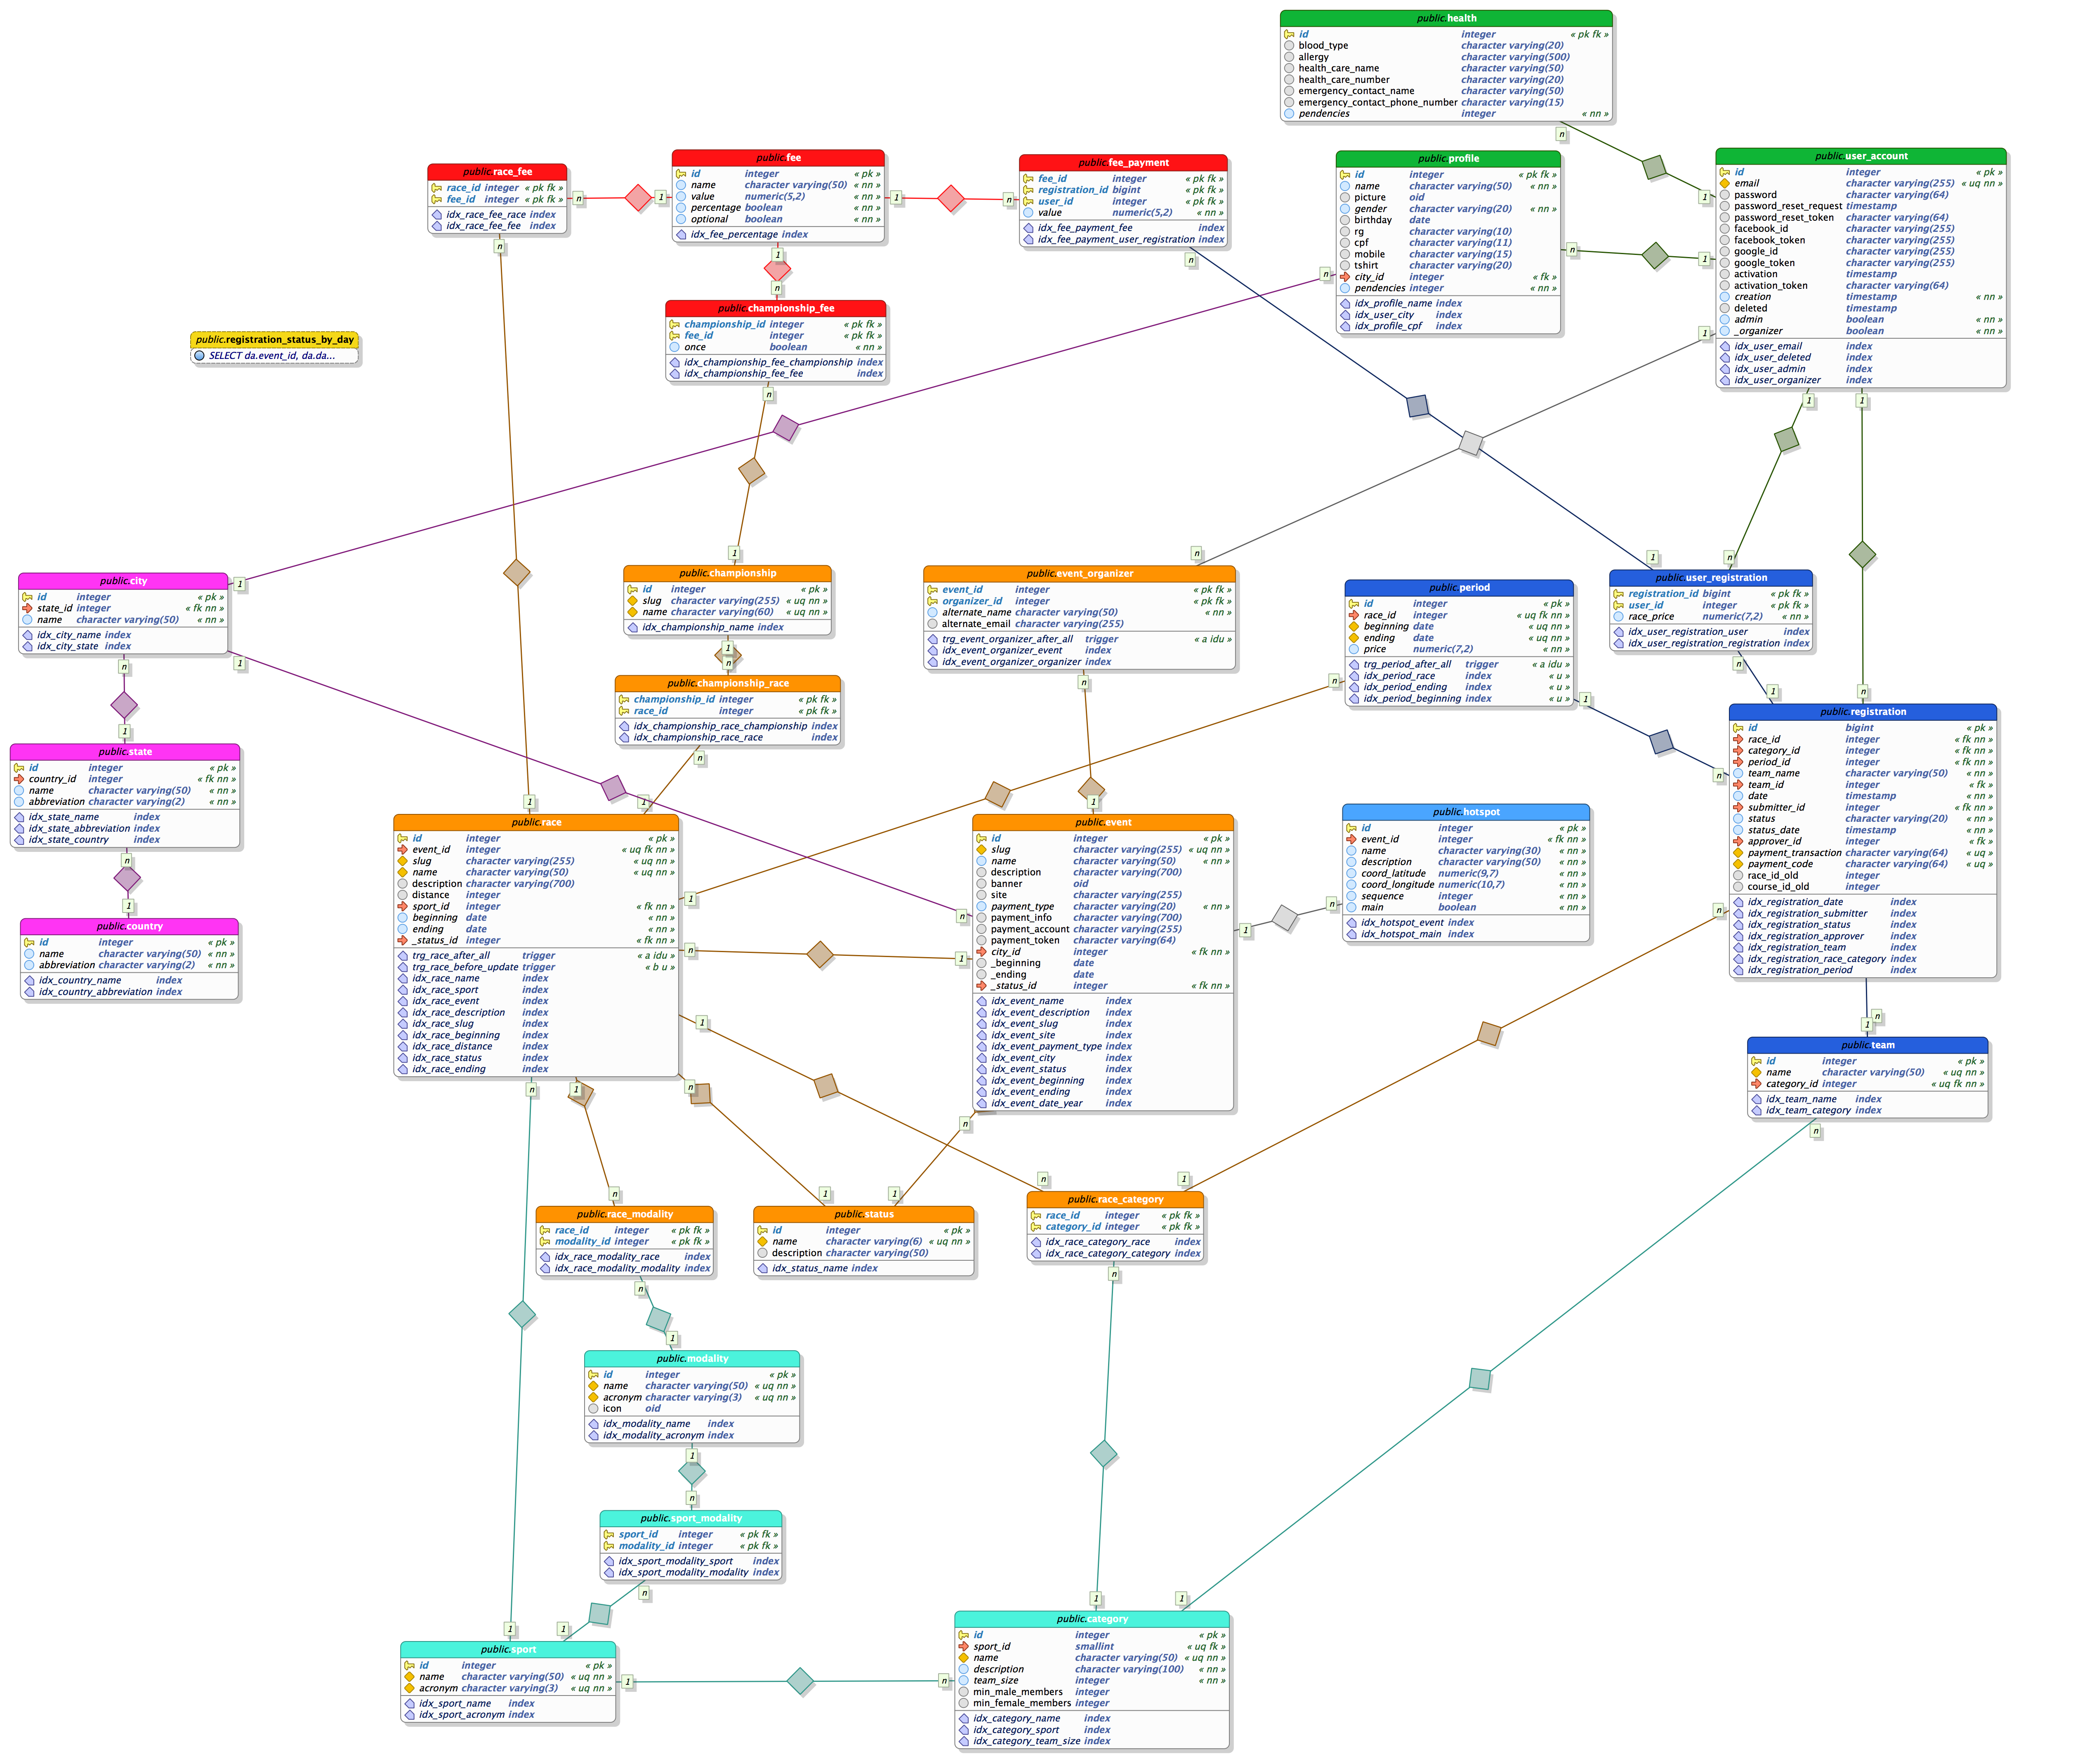 public.health
id integer « pk fk »
blood_type character varying(20)
allergy character varying(500)
health_care_name character varying(50)
health_care_number character varying(20)
emergency_contact_name character varying(50)
emergency_contact_phone_number character varying(15)
pendencies integer « nn »
n
1
public.race_fee
race_id integer « pk fk »
fee_id integer « pk fk »
idx_race_fee_race index
idx_race_fee_fee index
n
1
n
public.fee
id integer « pk »
name character varying(50) « nn »
value numeric(5,2) « nn »
percentage boolean « nn »
optional boolean « nn »
idx_fee_percentage index
1
n
1
n
public.fee_payment
fee_id integer « pk fk »
registration_id bigint « pk fk »
user_id integer « pk fk »
value numeric(5,2) « nn »
idx_fee_payment_fee index
idx_fee_payment_user_registration index
n
public.profile
id integer « pk fk »
name character varying(50) « nn »
picture oid
gender character varying(20) « nn »
birthday date
rg character varying(10)
cpf character varying(11)
mobile character varying(15)
tshirt character varying(20)
city_id integer « fk »
pendencies integer « nn »
idx_profile_name index
idx_user_city index
idx_profile_cpf index
n
n
1
public.user_account
id integer « pk »
email character varying(255) « uq nn »
password character varying(64)
password_reset_request timestamp
password_reset_token character varying(64)
facebook_id character varying(255)
facebook_token character varying(255)
google_id character varying(255)
google_token character varying(255)
activation timestamp
activation_token character varying(64)
creation timestamp « nn »
deleted timestamp
admin boolean « nn »
_organizer boolean « nn »
idx_user_email index
idx_user_deleted index
idx_user_admin index
idx_user_organizer index
1
1
1
public.championship_fee
championship_id integer « pk fk »
fee_id integer « pk fk »
once boolean « nn »
idx_championship_fee_championship index
idx_championship_fee_fee index
n
1
public.registration_status_by_day
SELECT da.event_id, da.da...
public.city
id integer « pk »
state_id integer « fk nn »
name character varying(50) « nn »
idx_city_name index
idx_city_state index
1
1
n
1
public.championship
id integer « pk »
slug character varying(255) « uq nn »
name character varying(60) « uq nn »
idx_championship_name index
1
n
public.event_organizer
event_id integer « pk fk »
organizer_id integer « pk fk »
alternate_name character varying(50) « nn »
alternate_email character varying(255)
trg_event_organizer_after_all trigger « a idu »
idx_event_organizer_event index
idx_event_organizer_organizer index
n
n
1
public.period
id integer « pk »
race_id integer « uq fk nn »
beginning date « uq nn »
ending date « uq nn »
price numeric(7,2) « nn »
trg_period_after_all trigger « a idu »
idx_period_race index « u »
idx_period_ending index « u »
idx_period_beginning index « u »
n
1
n
public.user_registration
registration_id bigint « pk fk »
user_id integer « pk fk »
race_price numeric(7,2) « nn »
idx_user_registration_user index
idx_user_registration_registration index
1
n
n
1
n
public.championship_race
championship_id integer « pk fk »
race_id integer « pk fk »
idx_championship_race_championship index
idx_championship_race_race index
n
1
public.registration
id bigint « pk »
race_id integer « fk nn »
category_id integer « fk nn »
period_id integer « fk nn »
team_name character varying(50) « nn »
team_id integer « fk »
date timestamp « nn »
submitter_id integer « fk nn »
status character varying(20) « nn »
status_date timestamp « nn »
approver_id integer « fk »
payment_transaction character varying(64) « uq »
payment_code character varying(64) « uq »
race_id_old integer
course_id_old integer
idx_registration_date index
idx_registration_submitter index
idx_registration_status index
idx_registration_approver index
idx_registration_team index
idx_registration_race_category index
idx_registration_period index
n
n
1
public.state
id integer « pk »
country_id integer « fk nn »
name character varying(50) « nn »
abbreviation character varying(2) « nn »
idx_state_name index
idx_state_abbreviation index
idx_state_country index
n
1
public.country
id integer « pk »
name character varying(50) « nn »
abbreviation character varying(2) « nn »
idx_country_name index
idx_country_abbreviation index
public.race
id integer « pk »
event_id integer « uq fk nn »
slug character varying(255) « uq nn »
name character varying(50) « uq nn »
description character varying(700)
distance integer
sport_id integer « fk nn »
beginning date « nn »
ending date « nn »
_status_id integer « fk nn »
trg_race_after_all trigger « a idu »
trg_race_before_update trigger « b u »
idx_race_name index
idx_race_sport index
idx_race_event index
idx_race_description index
idx_race_slug index
idx_race_beginning index
idx_race_distance index
idx_race_status index
idx_race_ending index
1
n
1
n
1
n
n
1
public.event
id integer « pk »
slug character varying(255) « uq nn »
name character varying(50) « nn »
description character varying(700)
banner oid
site character varying(255)
payment_type character varying(20) « nn »
payment_info character varying(700)
payment_account character varying(255)
payment_token character varying(64)
city_id integer « fk nn »
_beginning date
_ending date
_status_id integer « fk nn »
idx_event_name index
idx_event_description index
idx_event_slug index
idx_event_site index
idx_event_payment_type index
idx_event_city index
idx_event_status index
idx_event_beginning index
idx_event_ending index
idx_event_date_year index
n
1
1
n
public.hotspot
id integer « pk »
event_id integer « fk nn »
name character varying(30) « nn »
description character varying(50) « nn »
coord_latitude numeric(9,7) « nn »
coord_longitude numeric(10,7) « nn »
sequence integer « nn »
main boolean « nn »
idx_hotspot_event index
idx_hotspot_main index
public.team
id integer « pk »
name character varying(50) « uq nn »
category_id integer « uq fk nn »
idx_team_name index
idx_team_category index
n
n
public.race_modality
race_id integer « pk fk »
modality_id integer « pk fk »
idx_race_modality_race index
idx_race_modality_modality index
n
1
1
1
public.status
id integer « pk »
name character varying(6) « uq nn »
description character varying(50)
idx_status_name index
n
1
public.race_category
race_id integer « pk fk »
category_id integer « pk fk »
idx_race_category_race index
idx_race_category_category index
n
public.modality
id integer « pk »
name character varying(50) « uq nn »
acronym character varying(3) « uq nn »
icon oid
idx_modality_name index
idx_modality_acronym index
1
n
public.sport_modality
sport_id integer « pk fk »
modality_id integer « pk fk »
idx_sport_modality_sport index
idx_sport_modality_modality index
n
1
1
public.sport
id integer « pk »
name character varying(50) « uq nn »
acronym character varying(3) « uq nn »
idx_sport_name index
idx_sport_acronym index
1
n
1
1
public.category
id integer « pk »
sport_id smallint « uq fk »
name character varying(50) « uq nn »
description character varying(100) « nn »
team_size integer « nn »
min_male_members integer
min_female_members integer
idx_category_name index
idx_category_sport index
idx_category_team_size index